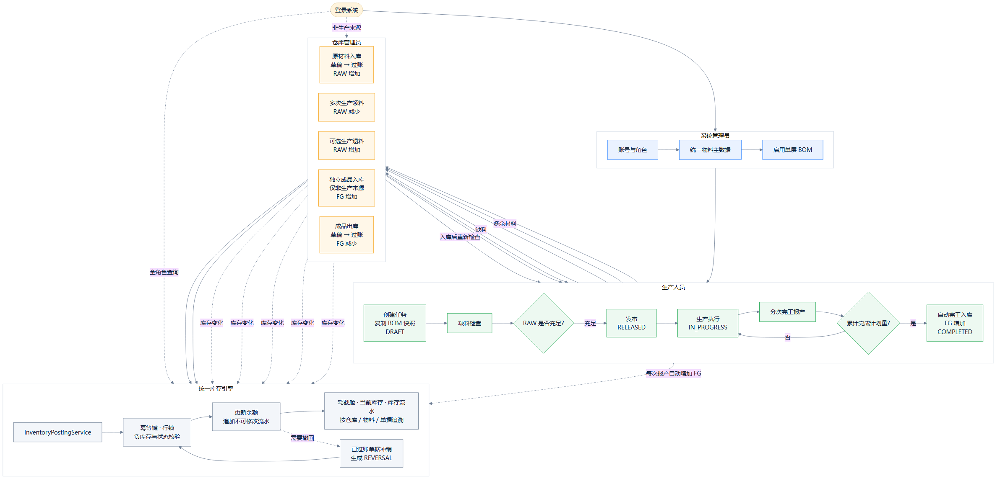 登录系统
非生产来源
仓库管理员
原材料入库
草稿 → 过账
RAW 增加
多次生产领料
RAW 减少
可选生产退料
RAW 增加
独立成品入库
仅非生产来源
FG 增加
成品出库
草稿 → 过账
FG 减少
系统管理员
账号与角色
统一物料主数据
启用单层 BOM
多余材料
缺料
入库后重新检查
全角色查询
生产人员
创建任务
复制 BOM 快照
DRAFT
缺料检查
RAW 是否充足?
充足
发布
RELEASED
生产执行
IN_PROGRESS
分次完工报产
累计完成计划量?
否
是
自动完工入库
FG 增加
COMPLETED
库存变化
库存变化
库存变化
库存变化
库存变化
每次报产自动增加 FG
统一库存引擎
InventoryPostingService
幂等键 · 行锁
负库存与状态校验
更新余额
追加不可修改流水
驾驶舱 · 当前库存 · 库存流
水
按仓库 / 物料 / 单据追溯
需要撤回
已过账单据冲销
生成 REVERSAL